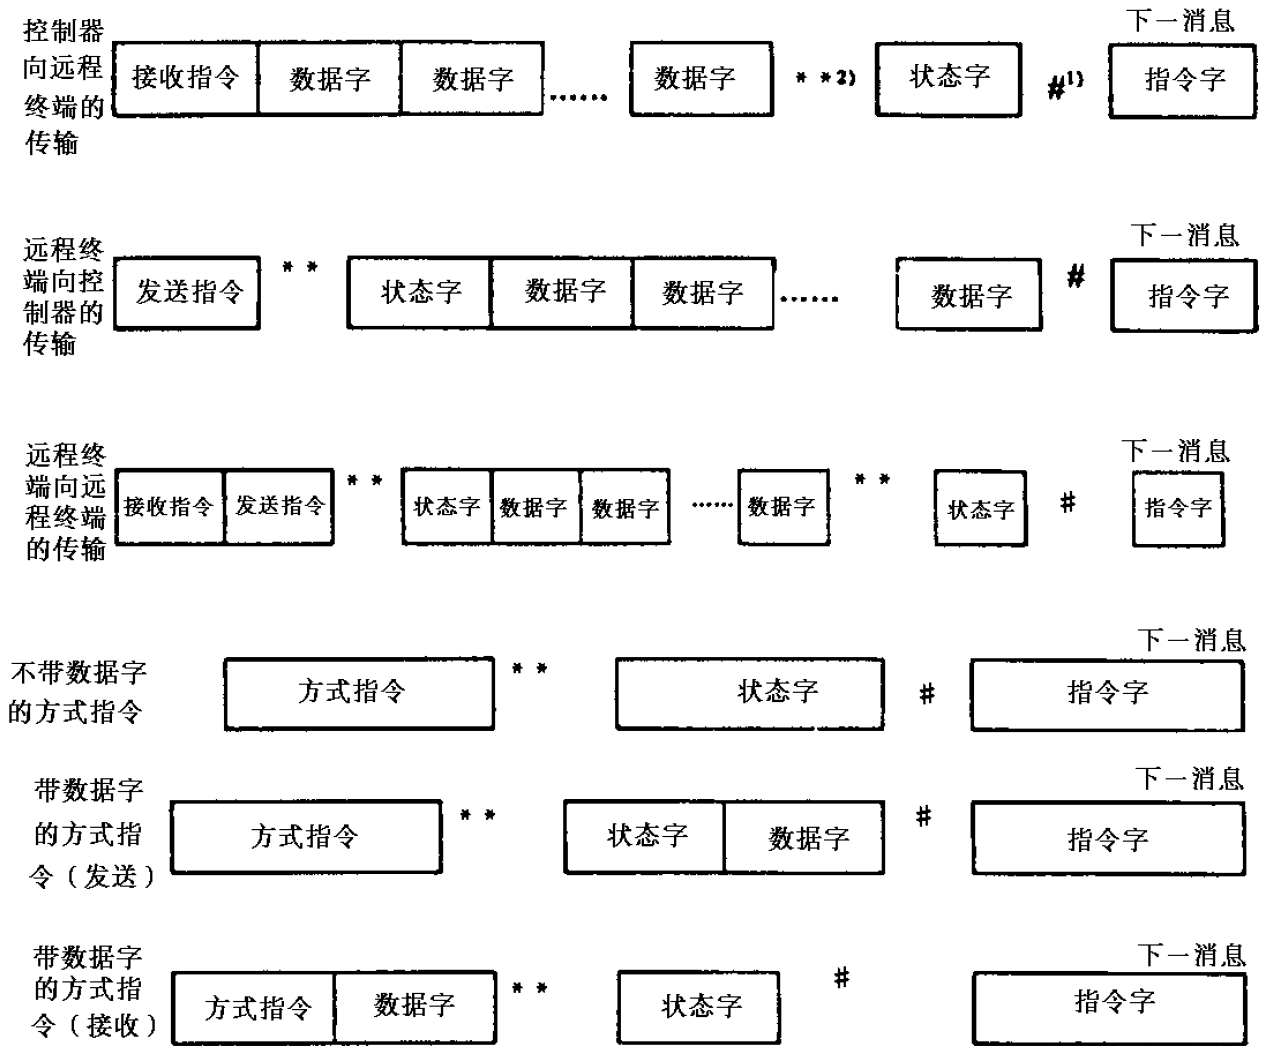 下一消息
控制器
向远程
终端的
传输
接收指令 数据字 数据字 …… 数据字 * *2) 状态字 #1) 指令字
下一消息
远程终
端向控
制器的
传输
发送指令 * * 状态字 数据字 数据字 …… 数据字 # 指令字
下一消息
远程终
端向远
程终端
的传输
接收指令 发送指令 * * 状态字 数据字 数据字 …… 数据字 * * 状态字 # 指令字
下一消息
不带数据字
的方式指令
方式指令 * * 状态字 # 指令字
下一消息
带数据字
的方式指
令(发送)
方式指令 * * 状态字 数据字 # 指令字
下一消息
带数据字
的方式指
令(接收)
方式指令 数据字 * * 状态字 # 指令字